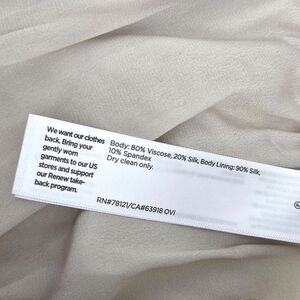 We want our clothes
back. Bring your
gently worn
garments to our US
stores and support
our Renew take-
back program.
Body: 80% Viscose, 20% Silk, Body Lining: 90% Silk,
10% Spandex
Dry clean only.
RN#78121/CA#63918 OVI